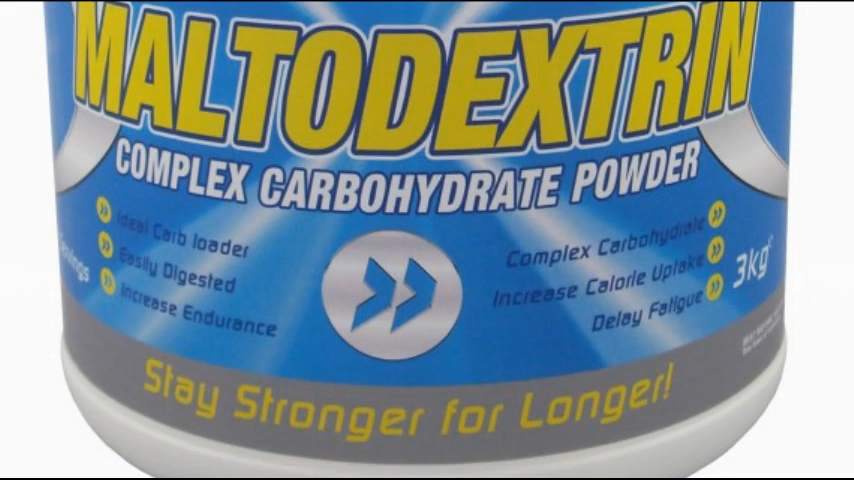 MALTODEXTRIN
COMPLEX CARBOHYDRATE POWDER
Ideal Carb loader
Easily Digested
Increase Endurance
Complex Carbohydrate
Increase Calorie Uptake
Delay Fatigue
3kg
Stay Stronger for Longer!